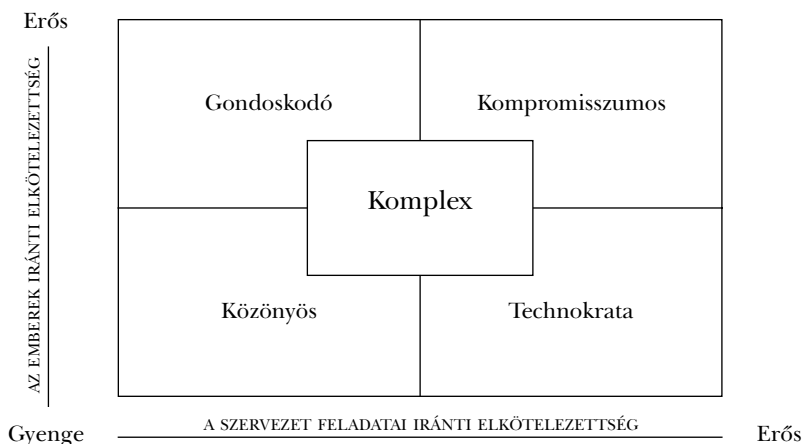 Erős
AZ EMBEREK IRÁNTI ELKÖTELEZETTSÉG
Gondoskodó
Kompromisszumos
Komplex
Közönyös
Technokrata
A SZERVEZET FELADATAI IRÁNTI ELKÖTELEZETTSÉG
Gyenge
Erős